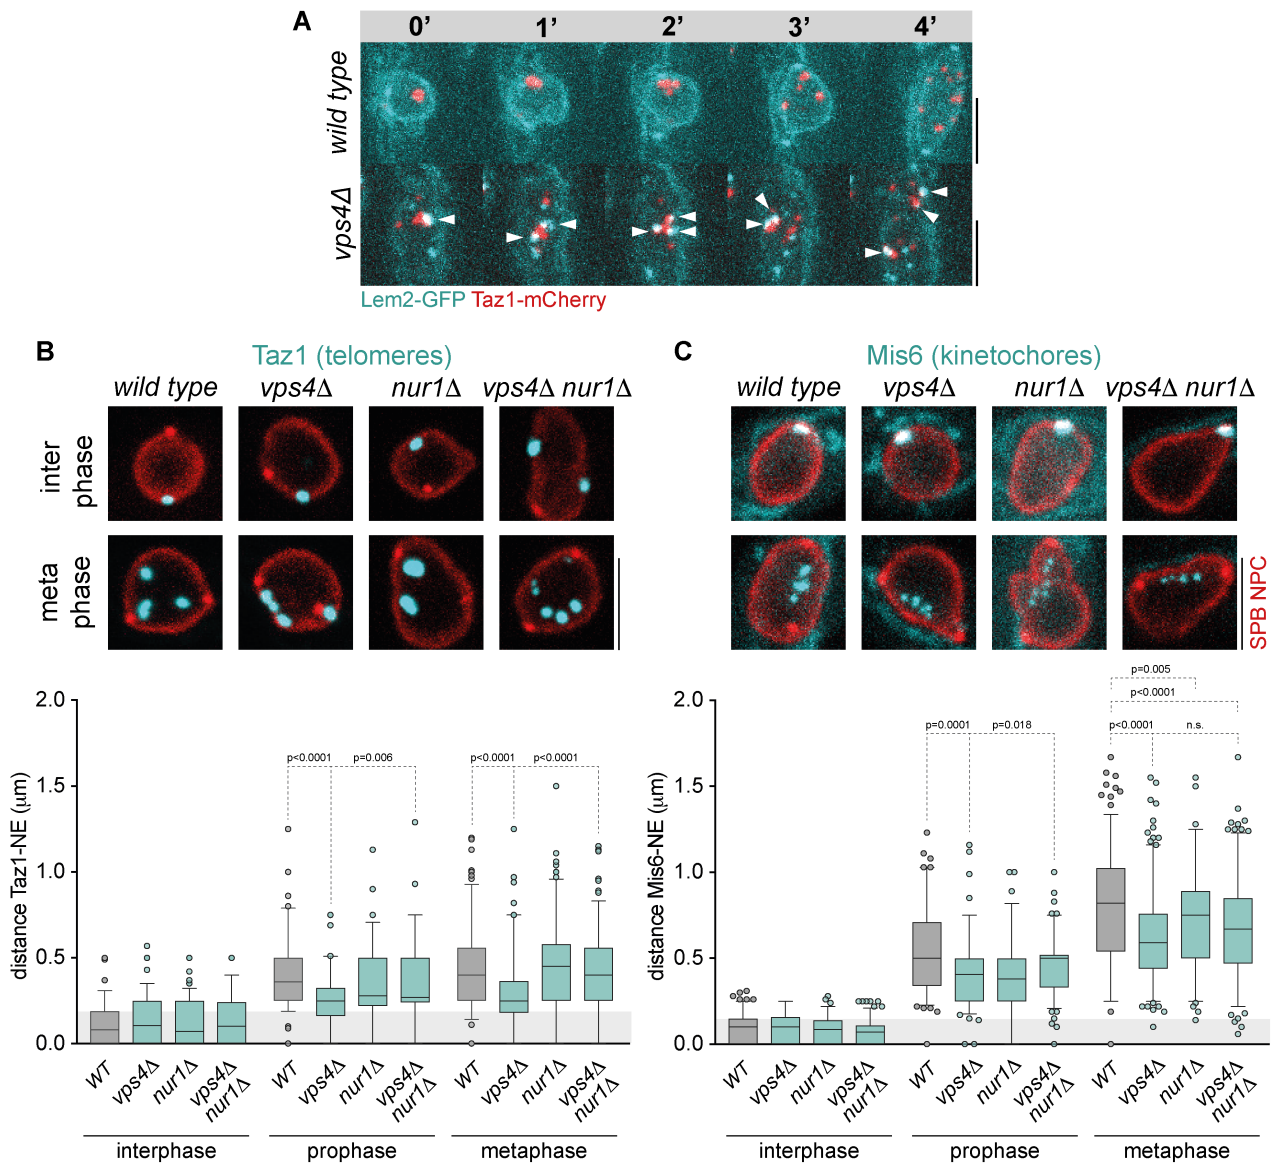 A
0’ 1’ 2’ 3’ 4’
wild type
vps4Δ
Lem2-GFP Taz1-mCherry
B
Taz1 (telomeres)
wild type vps4Δ nur1Δ vps4Δ nur1Δ
inter
phase
meta
phase
2.0
1.5
1.0
0.5
0.0
distance Taz1-NE (μm)
p<0.0001 p=0.006
p<0.0001 p<0.0001
WT vps4Δ nur1Δ vps4Δ nur1Δ
WT vps4Δ nur1Δ vps4Δ nur1Δ
WT vps4Δ nur1Δ vps4Δ nur1Δ
interphase prophase metaphase
C
Mis6 (kinetochores)
wild type vps4Δ nur1Δ vps4Δ nur1Δ
SPB NPC
2.0
1.5
1.0
0.5
0.0
distance Mis6-NE (μm)
p=0.0001 p=0.018
p=0.005
p<0.0001
p<0.0001 n.s.
WT vps4Δ nur1Δ vps4Δ nur1Δ
WT vps4Δ nur1Δ vps4Δ nur1Δ
WT vps4Δ nur1Δ vps4Δ nur1Δ
interphase prophase metaphase